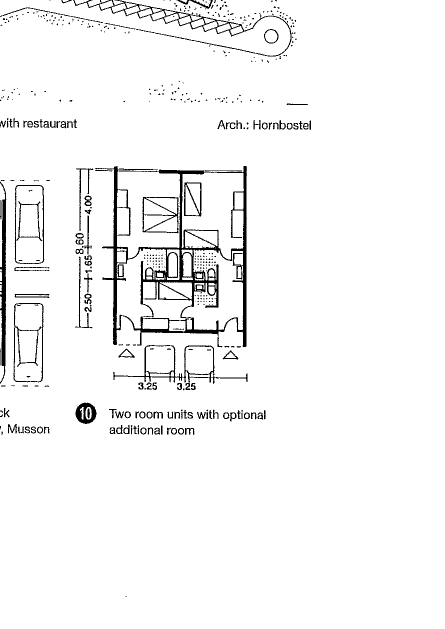 with restaurant
Arch.: Hornbostel
4.00
8.60
1.65
2.50
3.25 3.25
ck
, Musson
10 Two room units with optional
additional room